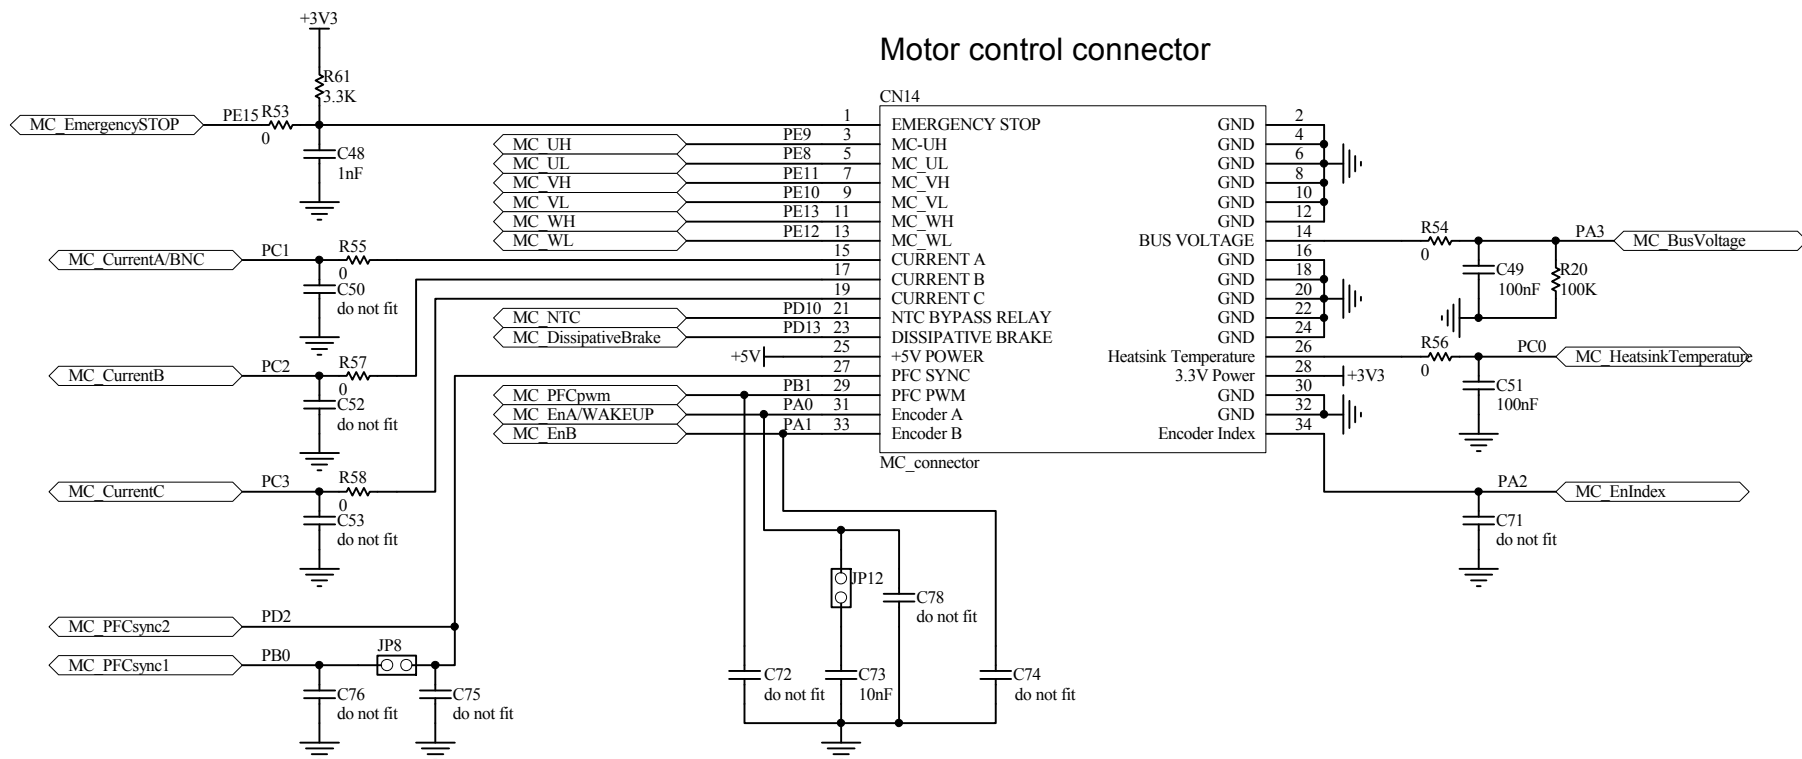 +3V3
Motor control connector
R61
3.3K
CN14
MC_EmergencySTOP PE15 R53 0
C48
1nF
1 EMERGENCY STOP GND 2
MC_UH PE9 3 MC-UH GND 4
MC_UL PE8 5 MC_UL GND 6
MC_VH PE11 7 MC_VH GND 8
MC_VL PE10 9 MC_VL GND 10
MC_WH PE13 11 MC_WH GND 12
MC_WL PE12 13 MC_WL BUS VOLTAGE 14 R54 0 PA3 MC_BusVoltage
MC_CurrentA/BNC PC1 R55 0 15 CURRENT A GND 16
C50
do not fit
17 CURRENT B GND 18
C49
100nF
R20
100K
19 CURRENT C GND 20
MC_NTC PD10 21 NTC BYPASS RELAY GND 22
MC_DissipativeBrake PD13 23 DISSIPATIVE BRAKE GND 24
+5V 25 +5V POWER Heatsink Temperature 26 R56 0 PC0 MC_HeatsinkTemperature
MC_CurrentB PC2 R57 0 27 PFC SYNC 3.3V Power 28 +3V3
C52
do not fit
C51
100nF
MC_PFCpwm PB1 29 PFC PWM GND 30
MC_EnA/WAKEUP PA0 31 Encoder A GND 32
MC_EnB PA1 33 Encoder B Encoder Index 34
MC_connector
MC_CurrentC PC3 R58 0
PA2 MC_EnIndex
C53
do not fit
C71
do not fit
JP12
C78
do not fit
MC_PFCsync2 PD2
MC_PFCsync1 PB0 JP8
C76
do not fit
C75
do not fit
C72
do not fit
C73
10nF
C74
do not fit